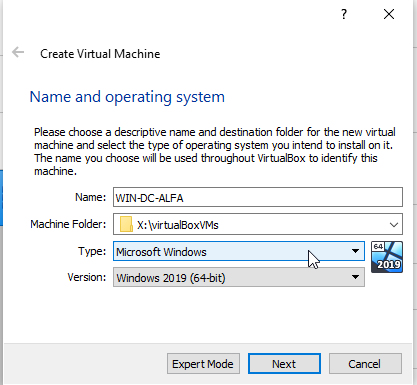 ?
Create Virtual Machine
Name and operating system
Please choose a descriptive name and destination folder for the new virtual
machine and select the type of operating system you intend to install on it.
The name you choose will be used throughout VirtualBox to identify this
machine.
Name: WIN-DC-ALFA
Machine Folder: X:\virtualBoxVMs
Type: Microsoft Windows
64
2019
Version: Windows 2019 (64-bit)
Expert Mode Next Cancel